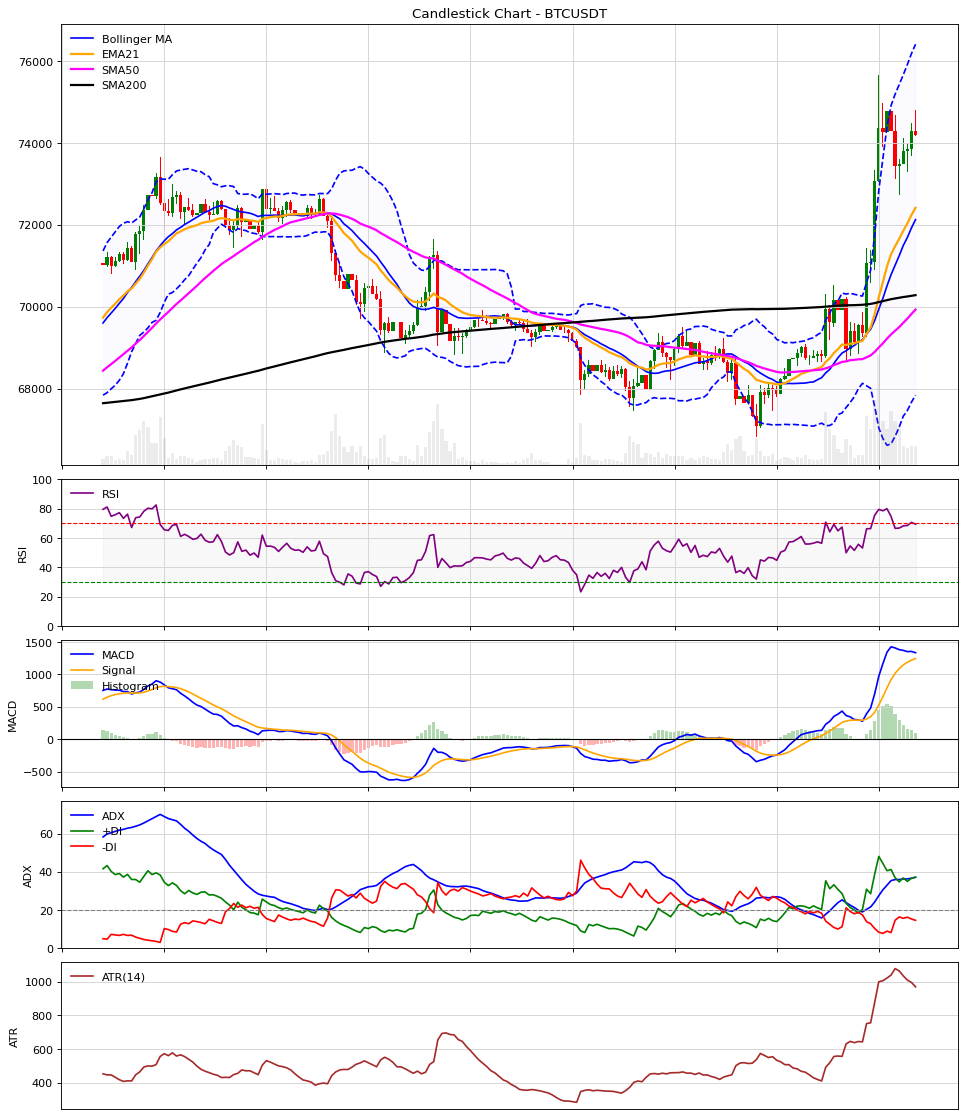 Candlestick Chart - BTCUSDT
Bollinger MA
EMA21
SMA50
SMA200
76000
74000
72000
70000
68000
100
80
60
40
20
0
RSI
RSI
1500
1000
500
0
−500
MACD
MACD
Signal
Histogram
60
40
20
0
ADX
ADX
+DI
-DI
1000
800
600
400
ATR
ATR(14)